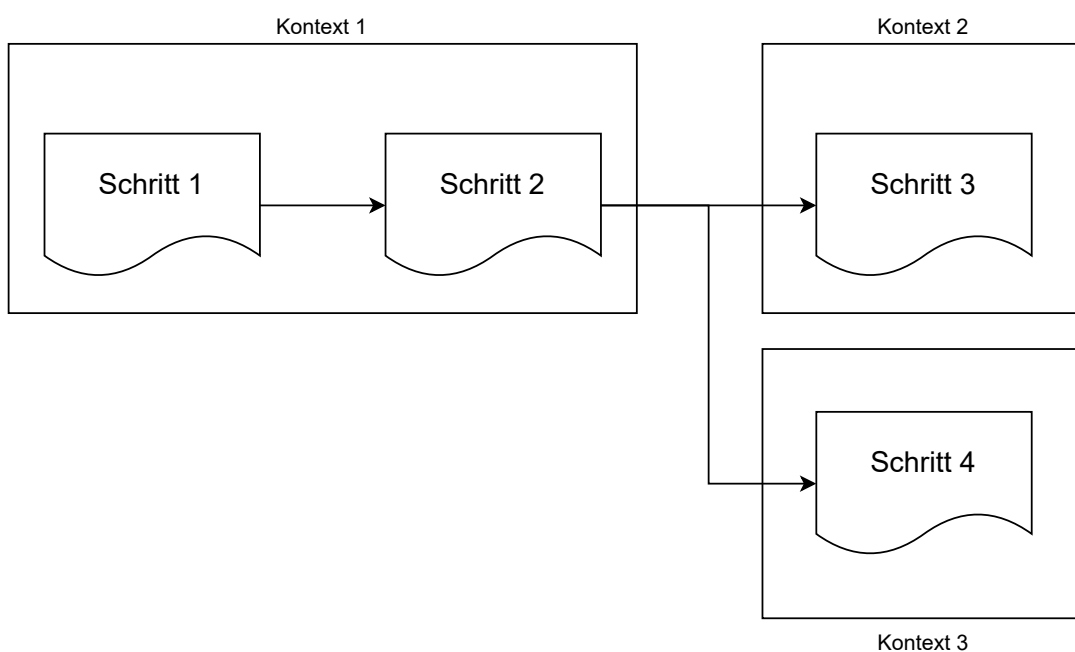 Kontext 1
Kontext 2
Schritt 1
Schritt 2
Schritt 3
Schritt 4
Kontext 3